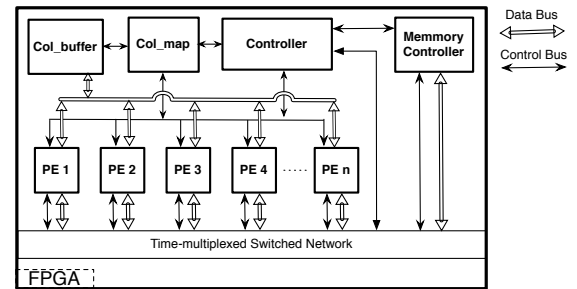 Data Bus
Control Bus
Col_buffer
Col_map
Controller
Memmory
Controller
PE 1
PE 2
PE 3
PE 4
.....
PE n
Time-multiplexed Switched Network
FPGA